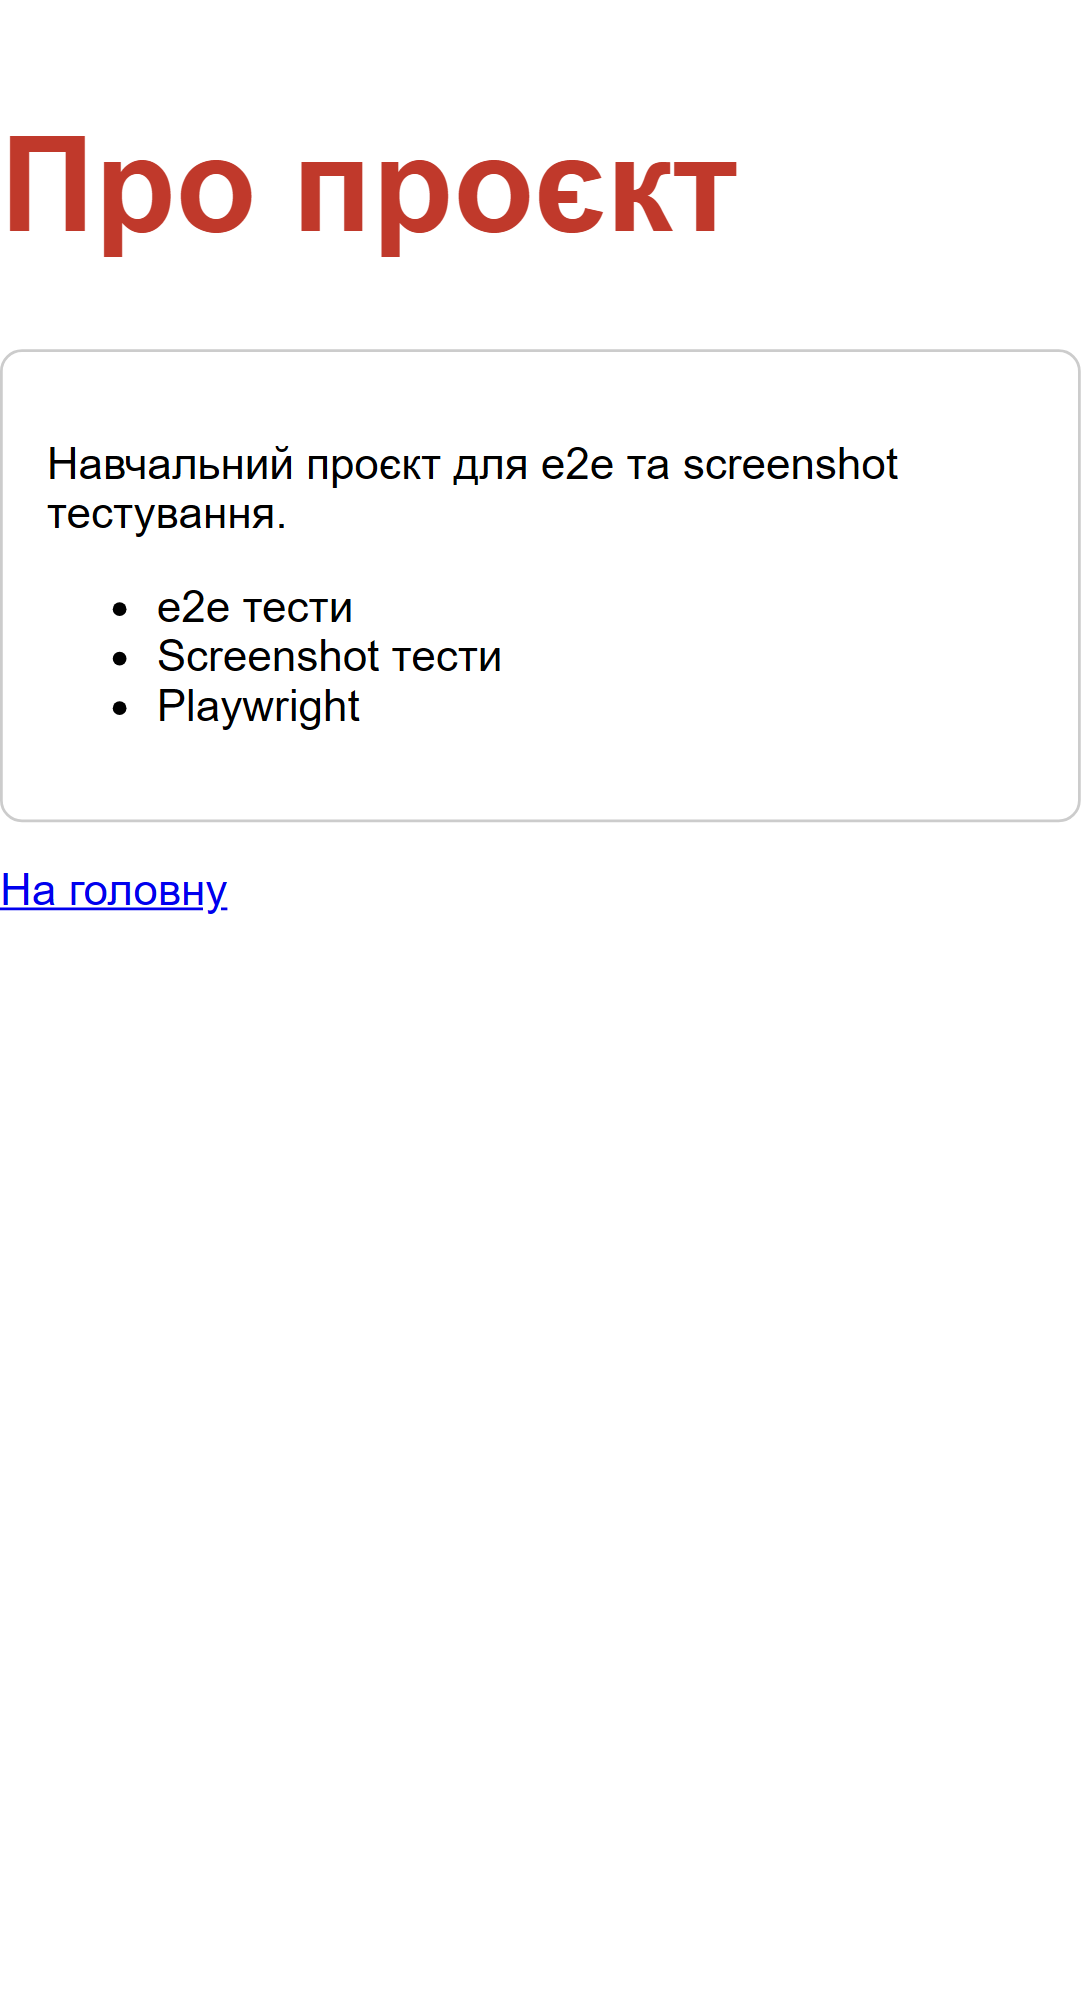 Про проєкт
Навчальний проєкт для e2e та screenshot
тестування.
e2e тести
Screenshot тести
Playwright
На головну